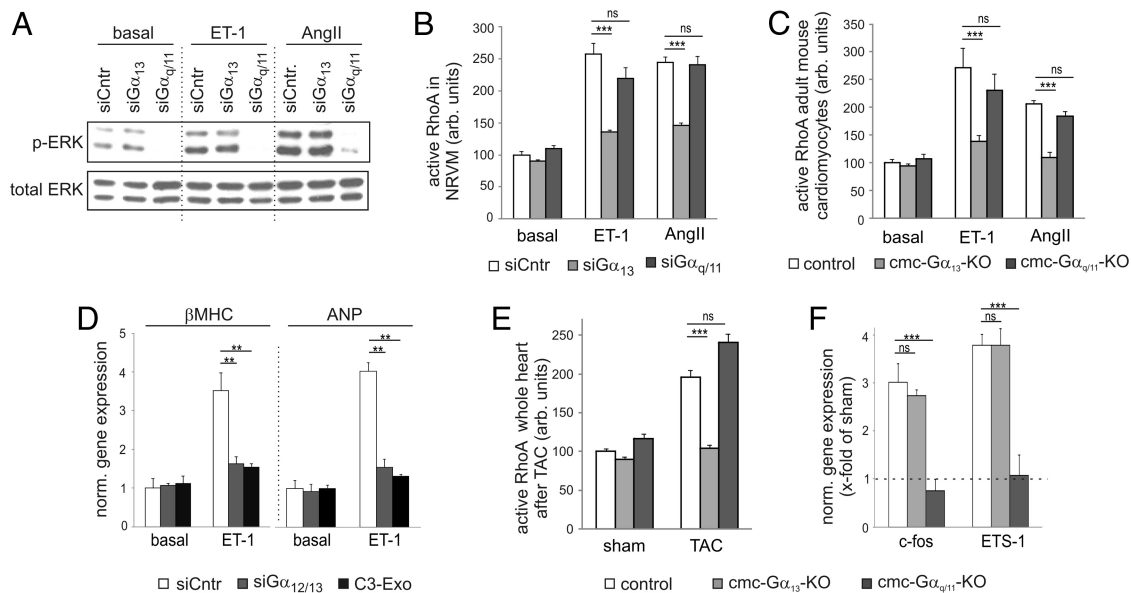 A
basal ET-1 AngII
siCntr siGα13 siGαq/11 siCntr siGα13 siGαq/11 siCntr. siGα13 siGαq/11
p-ERK
total ERK
B
active RhoA in
NRVM (arb. units)
300
250
200
150
100
50
0
ns
***
ns
***
basal ET-1 AngII
siCntr siGα13 siGαq/11
C
active RhoA adult mouse
cardiomyocytes (arb. units)
350
300
250
200
150
100
50
0
ns
***
ns
***
basal ET-1 AngII
control cmc-Gα13-KO cmc-Gαq/11-KO
D
βMHC ANP
norm. gene expression
5
4
3
2
1
0
**
**
**
**
basal ET-1 basal ET-1
siCntr siGα12/13 C3-Exo
E
active RhoA whole heart
after TAC (arb. units)
250
200
150
100
50
0
ns
***
sham TAC
F
norm. gene expression
(x-fold of sham)
4
3
2
1
0
***
ns
***
ns
c-fos ETS-1
control cmc-Gα13-KO cmc-Gαq/11-KO